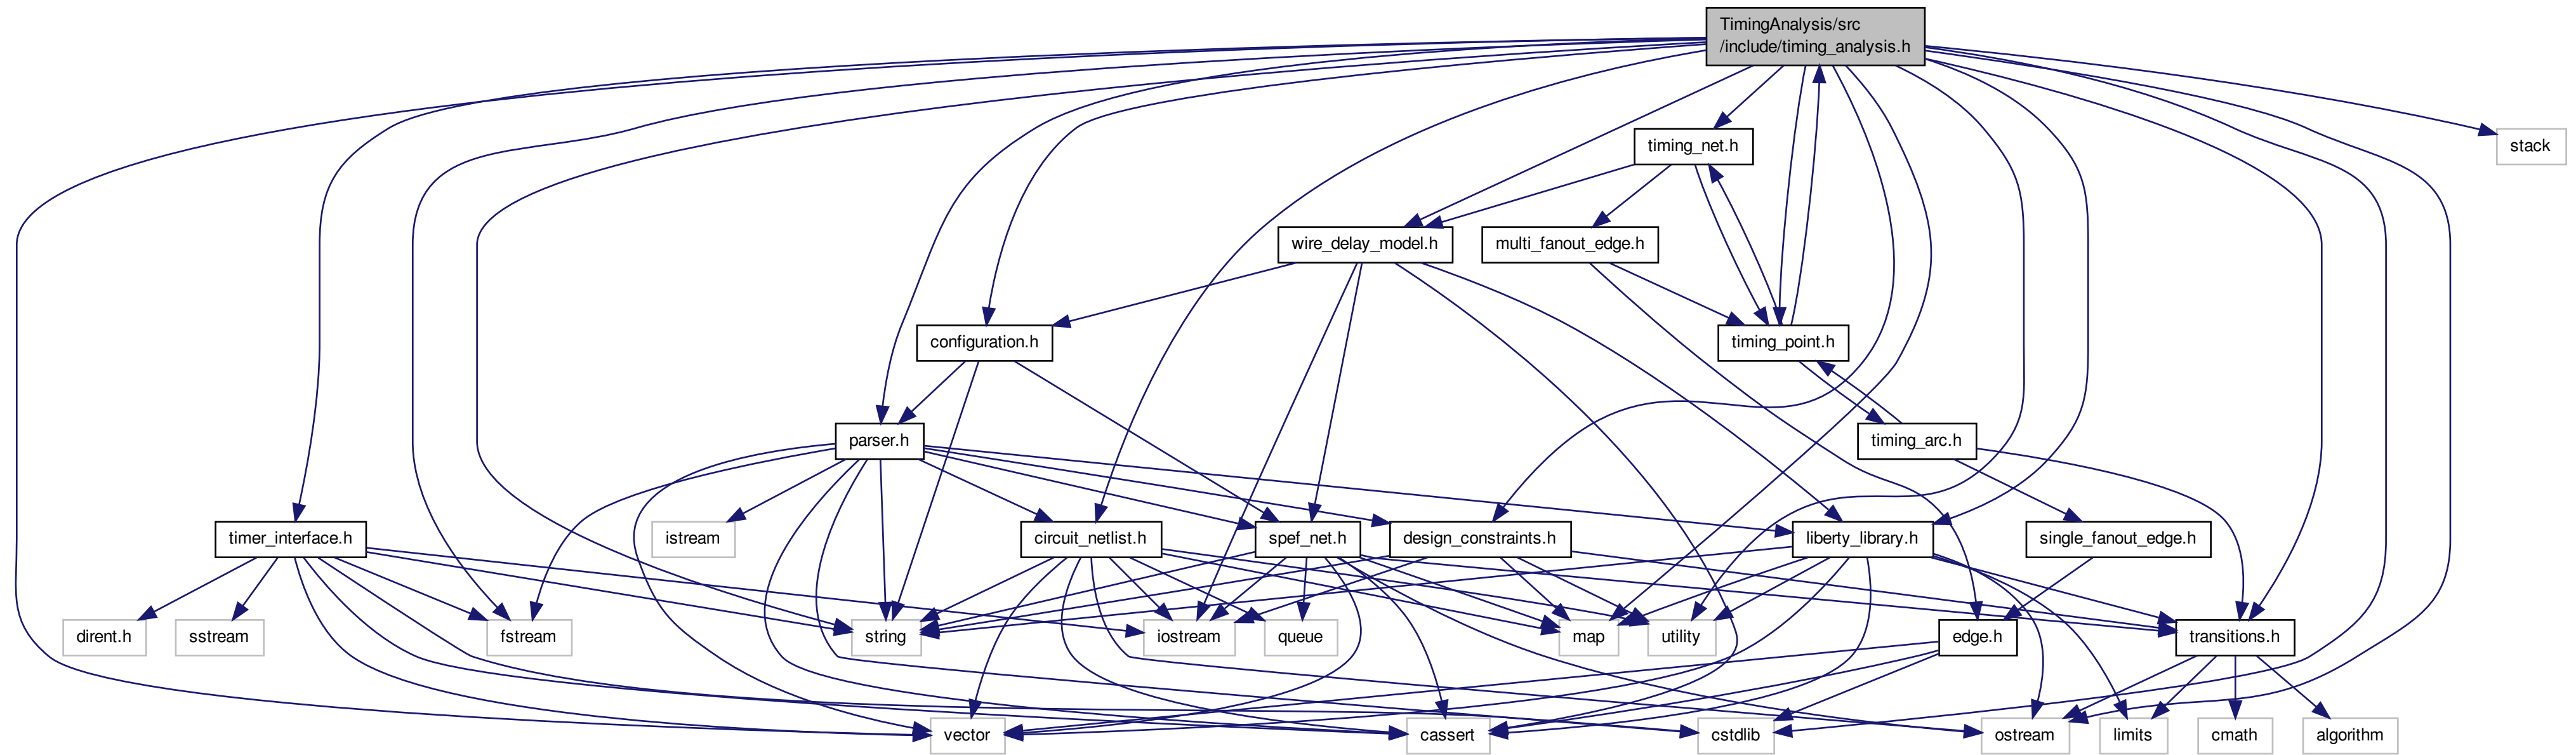 TimingAnalysis/src
/include/timing_analysis.h
timing_net.h
stack
wire_delay_model.h
multi_fanout_edge.h
configuration.h
timing_point.h
parser.h
timing_arc.h
timer_interface.h
istream
circuit_netlist.h
spef_net.h
design_constraints.h
liberty_library.h
single_fanout_edge.h
dirent.h
sstream
fstream
string
iostream
queue
map
utility
edge.h
transitions.h
vector
cassert
cstdlib
ostream
limits
cmath
algorithm